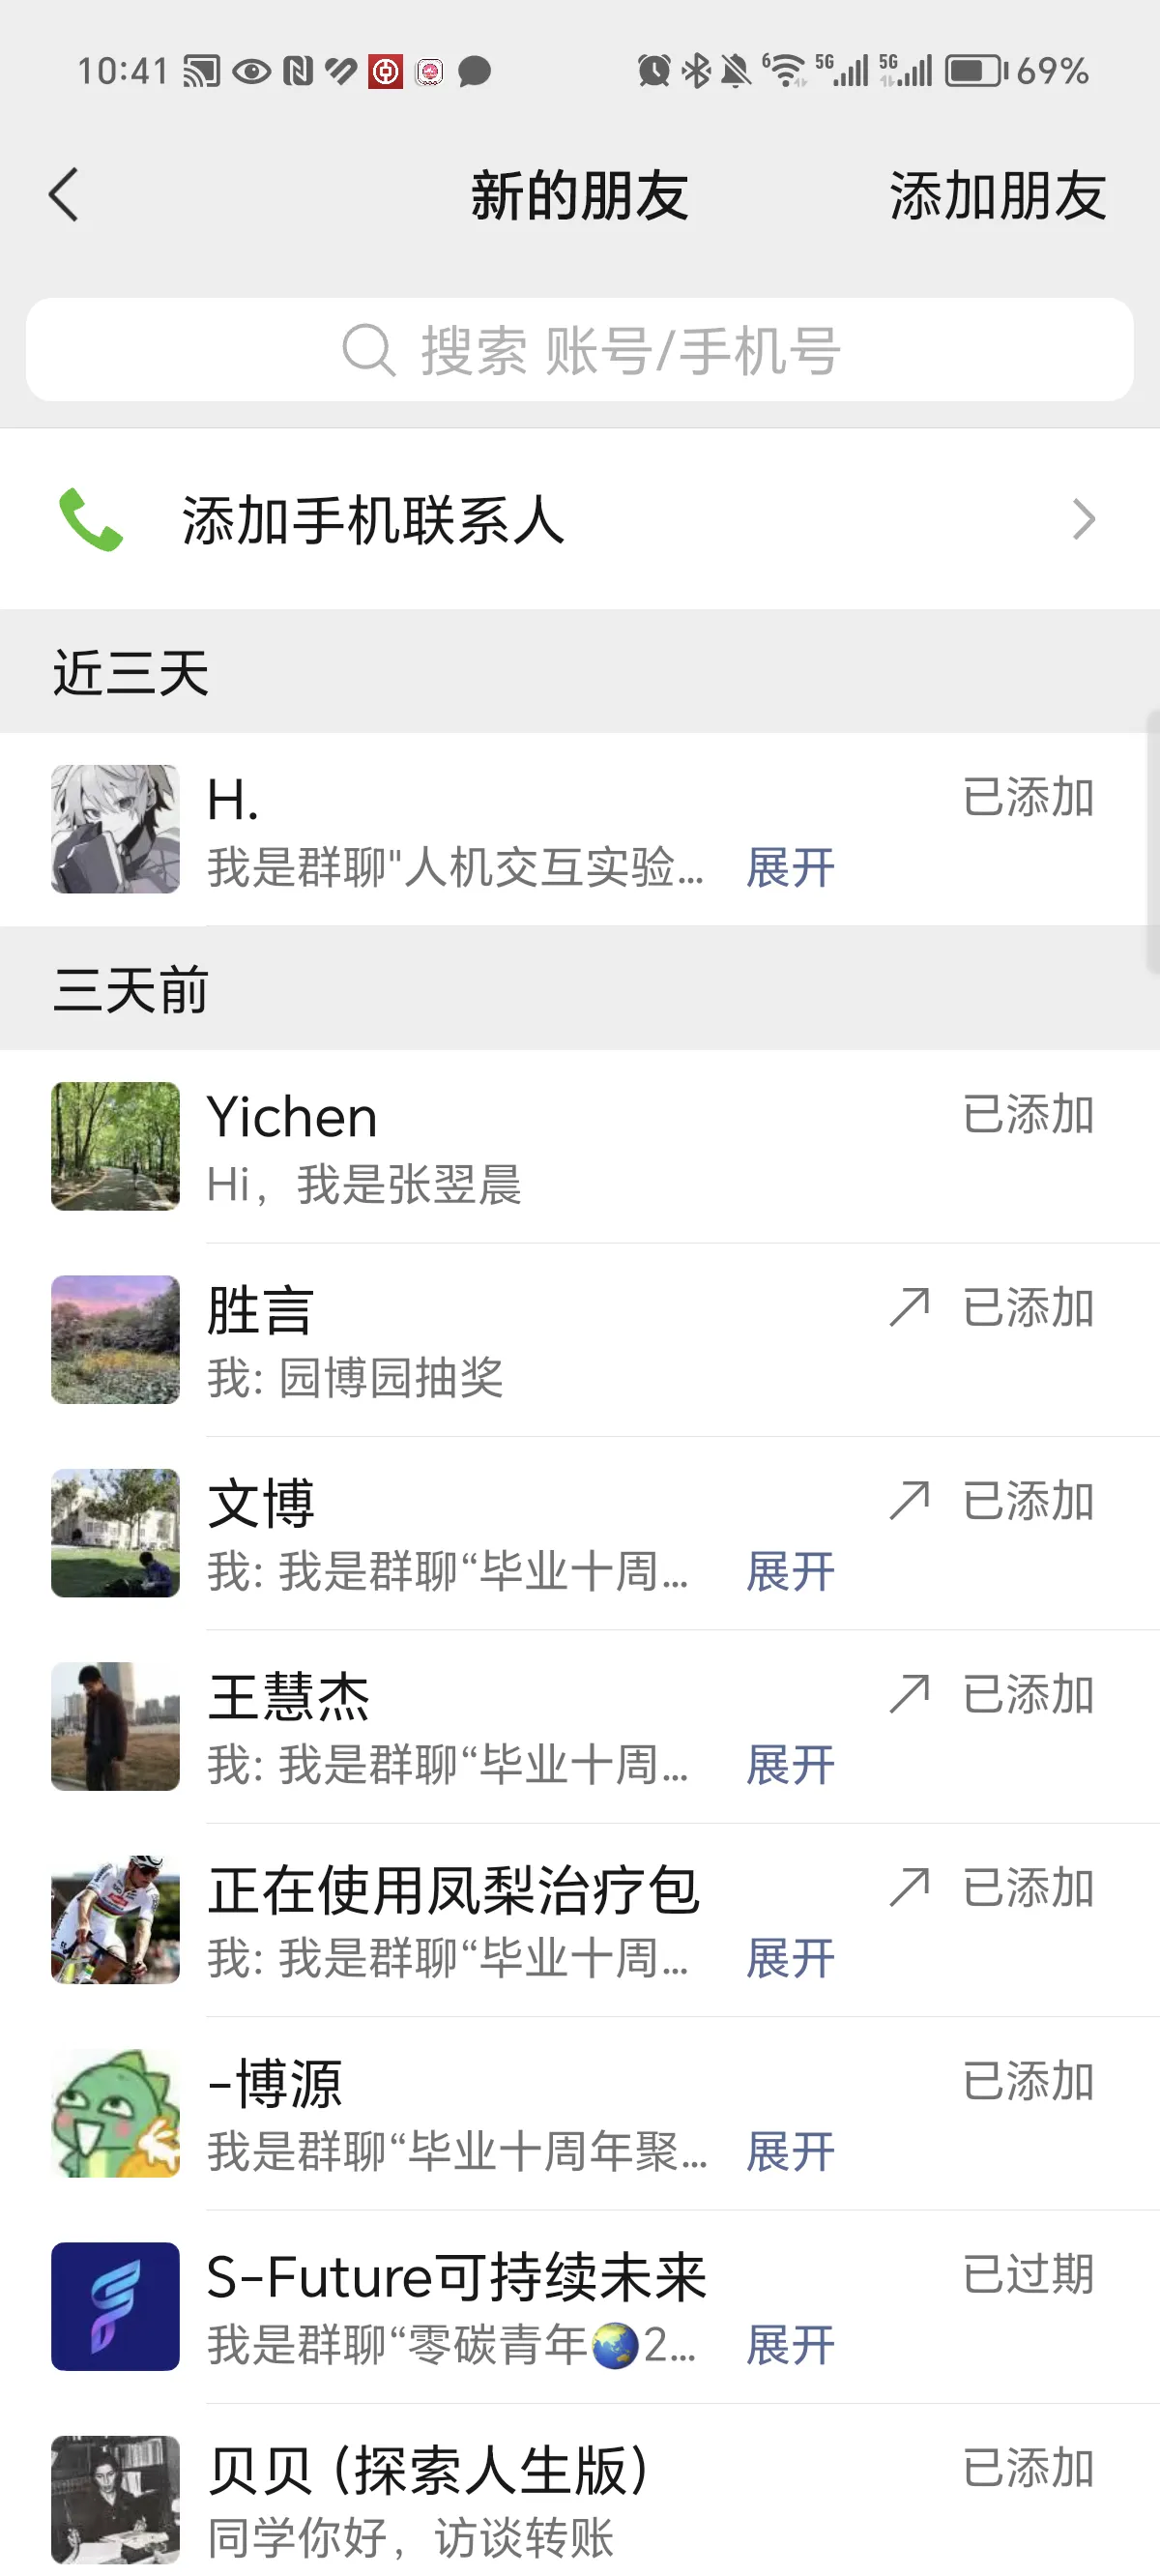 10:41 6 5G 5G 69%
新的朋友 添加朋友
搜索 账号/手机号
添加手机联系人
近三天
H. 已添加
我是群聊"人机交互实验... 展开
三天前
Yichen 已添加
Hi，我是张翌晨
胜言 已添加
我: 园博园抽奖
文博 已添加
我: 我是群聊“毕业十周... 展开
王慧杰 已添加
我: 我是群聊“毕业十周... 展开
正在使用凤梨治疗包 已添加
我: 我是群聊“毕业十周... 展开
-博源 已添加
我是群聊“毕业十周年聚... 展开
S-Future可持续未来 已过期
我是群聊“零碳青年🌏2... 展开
贝贝 (探索人生版) 已添加
同学你好，访谈转账